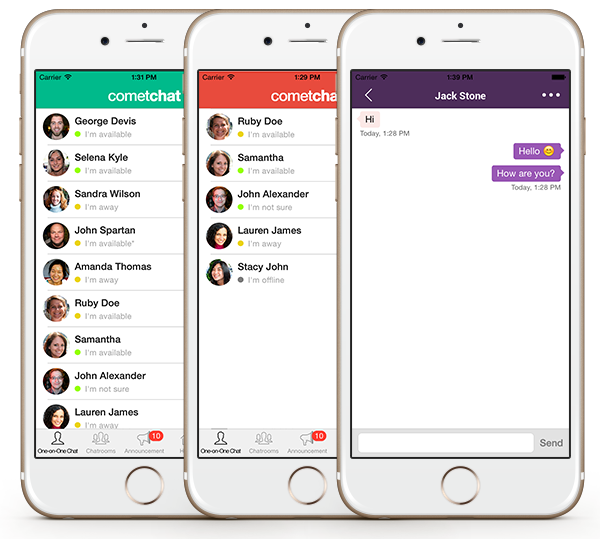 Carrier 1:31 PM
cometchat
George Devis
I'm available
Selena Kyle
I'm available
Sandra Wilson
I'm away
John Spartan
I'm available*
Amanda Thomas
I'm away
Ruby Doe
I'm available
Samantha
I'm available
John Alexander
I'm not sure
Lauren James
I'm away
10
One-on-One Chat Chatrooms Announcement H
Carrier 1:29 PM
cometcha
Ruby Doe
I'm available
Samantha
I'm available
John Alexander
I'm not sure
Lauren James
I'm away
Stacy John
I'm offline
10
One-on-One Chat Chatrooms Announcement
Carrier 1:39 PM
Jack Stone
Hi
Today, 1:28 PM
Hello 😊
How are you?
Today, 1:28 PM
Send